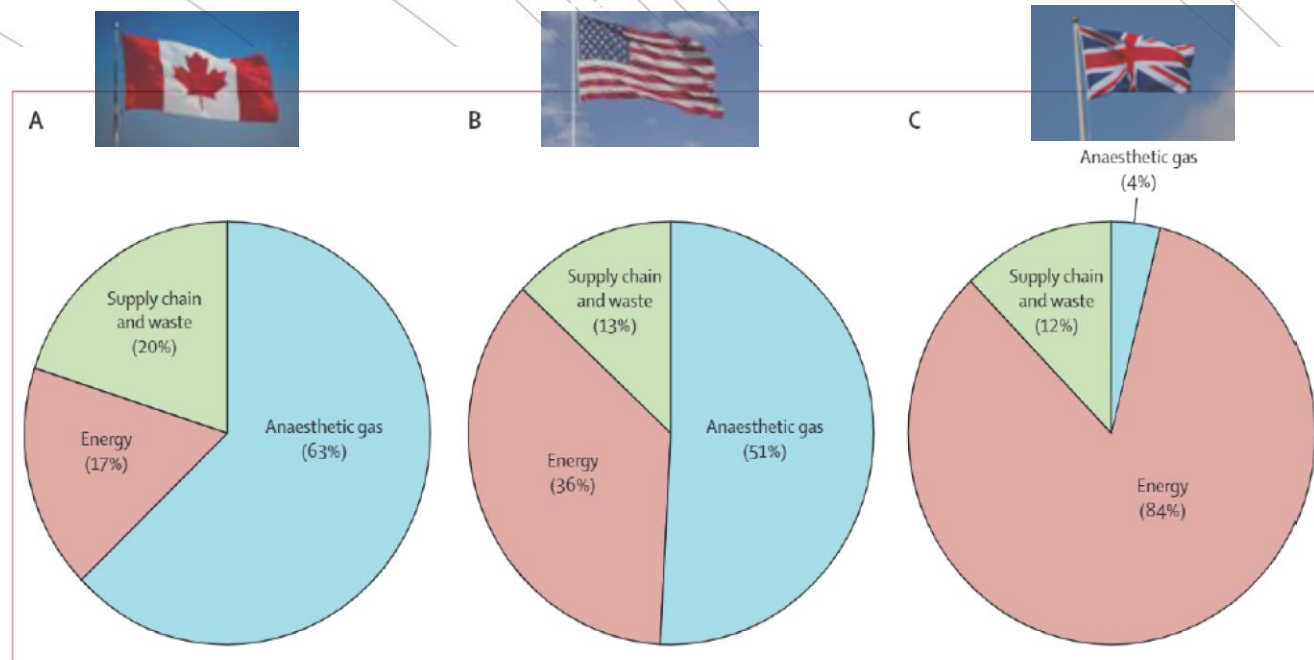 A
B
C
Supply chain
and waste
(20%)
Energy
(17%)
Anaesthetic gas
(63%)
Supply chain
and waste
(13%)
Energy
(36%)
Anaesthetic gas
(51%)
Anaesthetic gas
(4%)
Supply chain
and waste
(12%)
Energy
(84%)